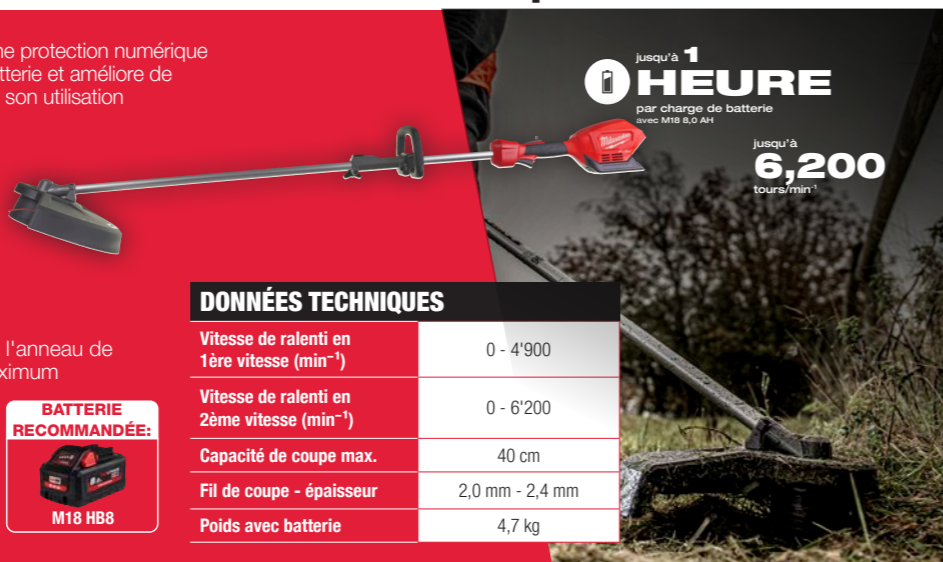 ne protection numérique
tterie et améliore de
son utilisation
jusqu'à 1
HEURE
par charge de batterie
avec M18 8,0 AH
jusqu'à
6,200
tours/min⁻¹
l'anneau de
ximum
BATTERIE
RECOMMANDÉE:
M18 HB8
DONNÉES TECHNIQUES
Vitesse de ralenti en
1ère vitesse (min⁻¹)
0 - 4'900
Vitesse de ralenti en
2ème vitesse (min⁻¹)
0 - 6'200
Capacité de coupe max.
40 cm
Fil de coupe - épaisseur
2,0 mm - 2,4 mm
Poids avec batterie
4,7 kg